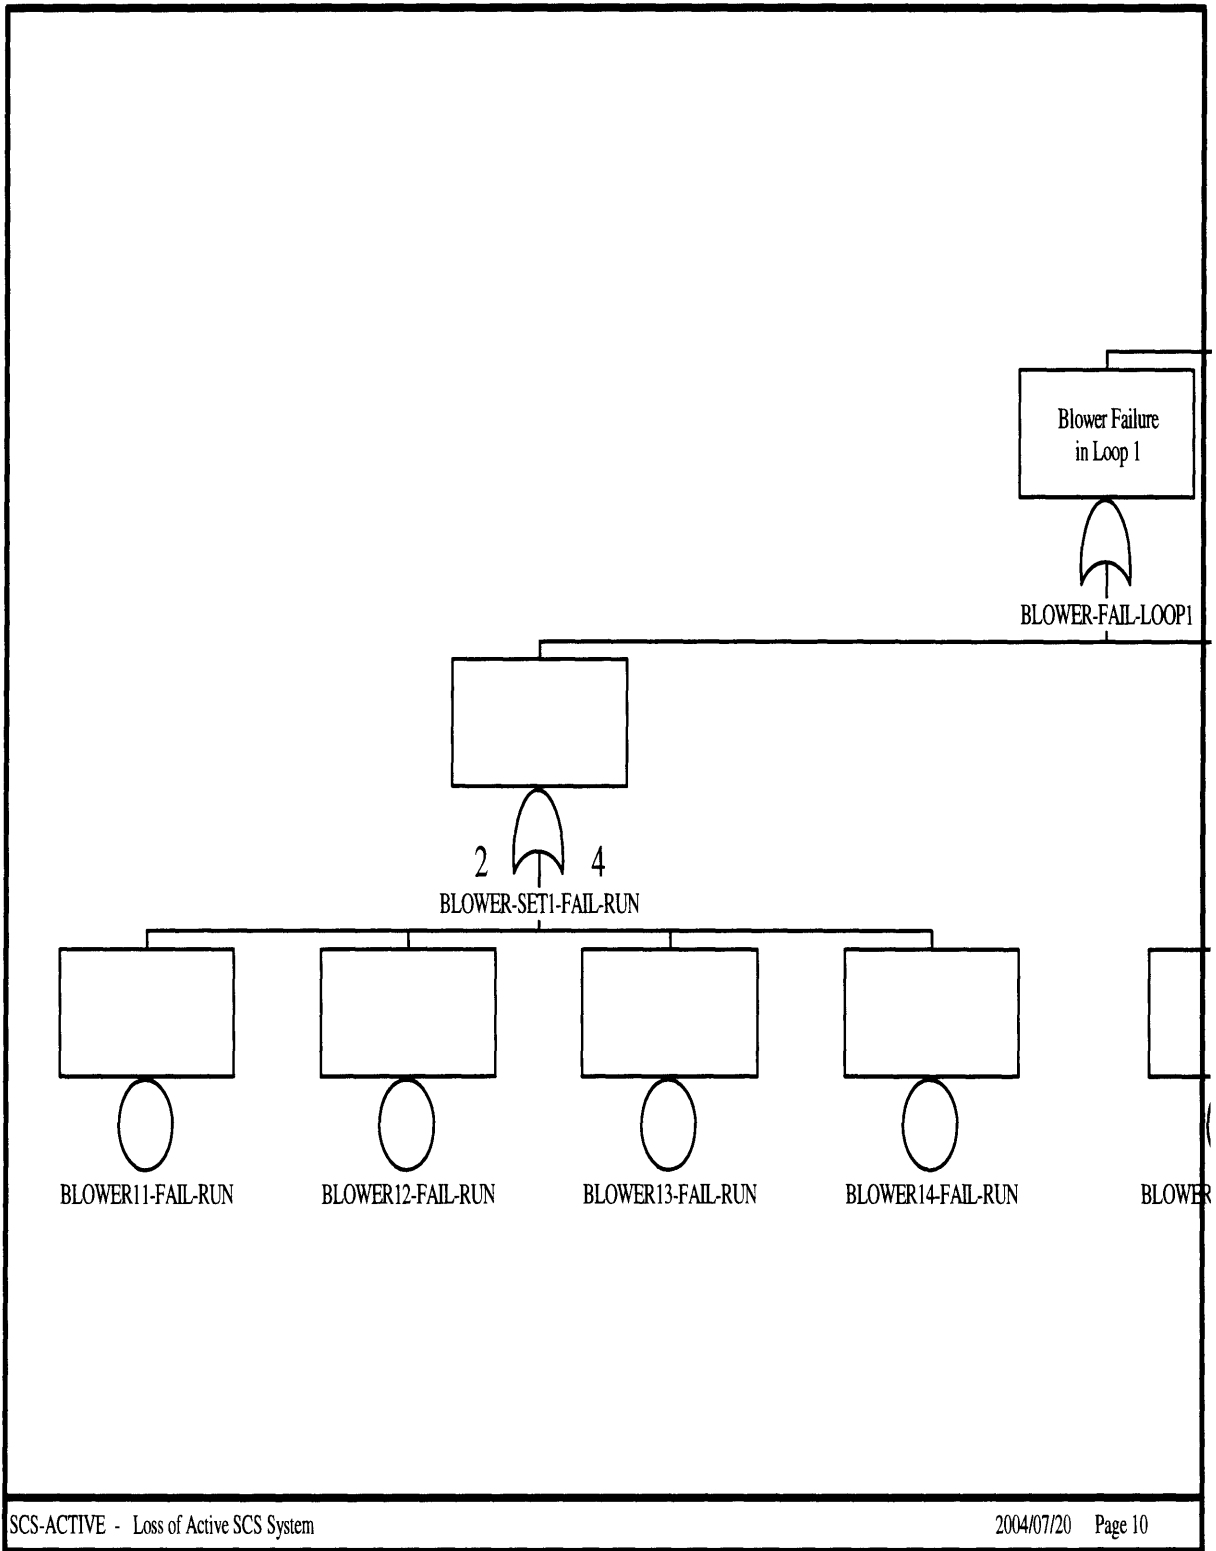 Blower Failure
in Loop 1
BLOWER-FAIL-LOOP1
2 4
BLOWER-SET1-FAIL-RUN
BLOWER11-FAIL-RUN BLOWER12-FAIL-RUN BLOWER13-FAIL-RUN BLOWER14-FAIL-RUN BLOWER
SCS-ACTIVE - Loss of Active SCS System 2004/07/20 Page 10